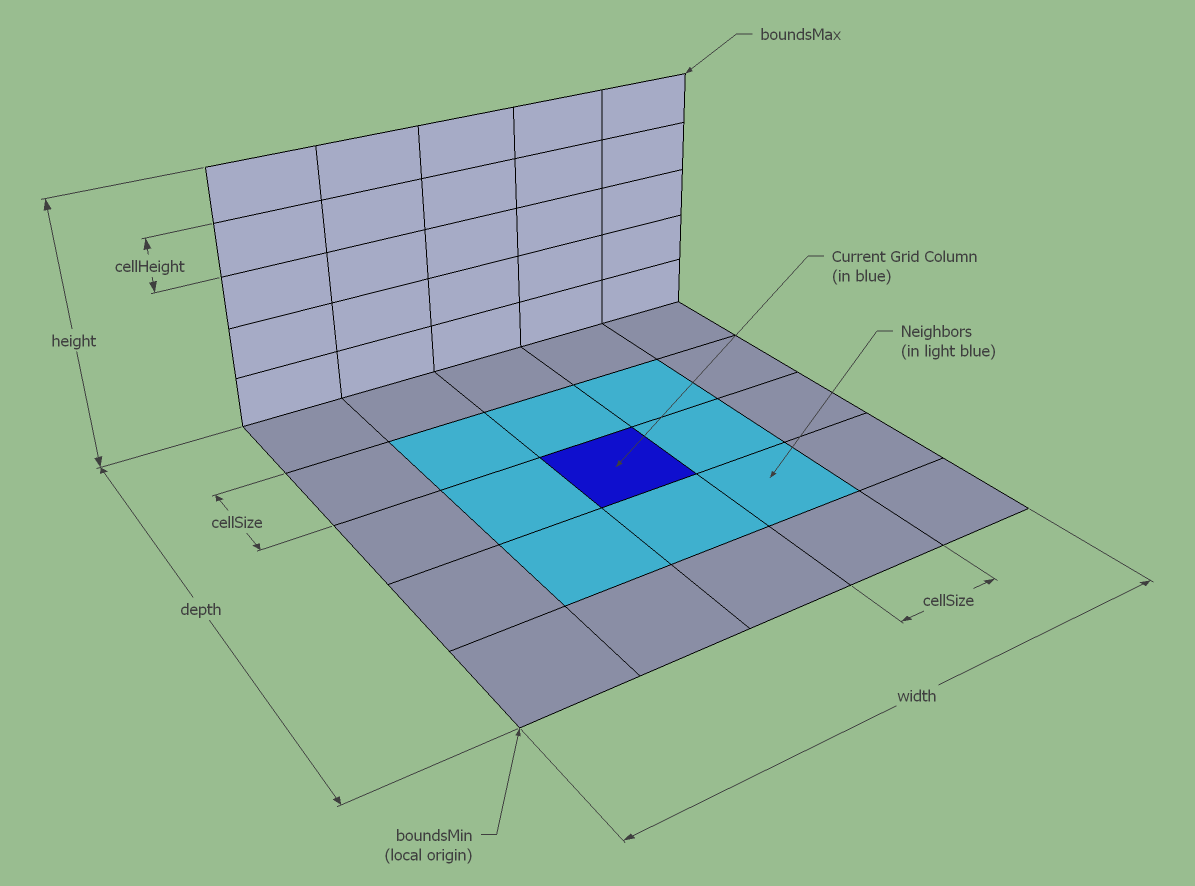 boundsMax
Current Grid Column
(in blue)
cellHeight
Neighbors
(in light blue)
height
cellSize
cellSize
depth
width
boundsMin
(local origin)